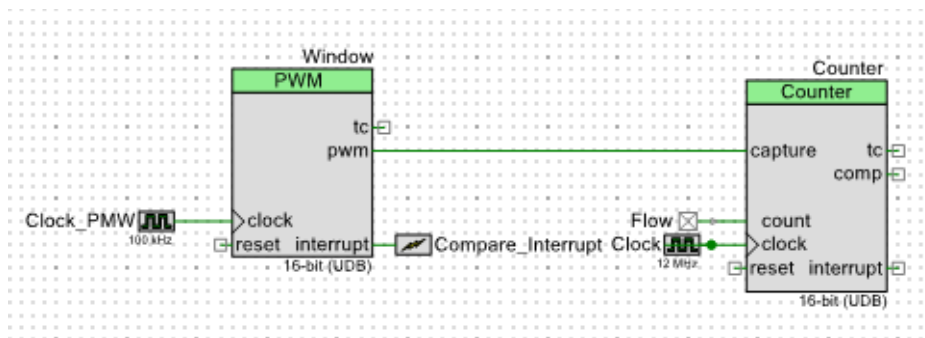 Window
PWM
tc
pwm
Clock_PMW
100 kHz
clock
reset interrupt
16-bit (UDB)
Compare_Interrupt
Counter
Counter
capture tc
comp
Flow
count
Clock
12 MHz
clock
reset interrupt
16-bit (UDB)